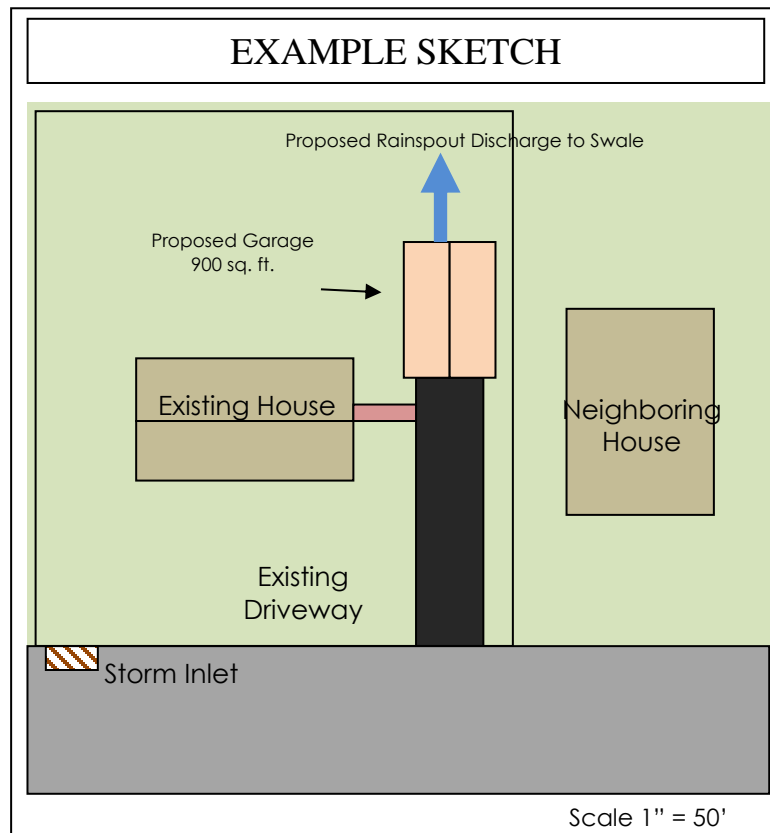 EXAMPLE SKETCH
Proposed Rainspout Discharge to Swale
Proposed Garage
900 sq. ft.
Existing House
Neighboring
House
Existing
Driveway
Storm Inlet
Scale 1” = 50’